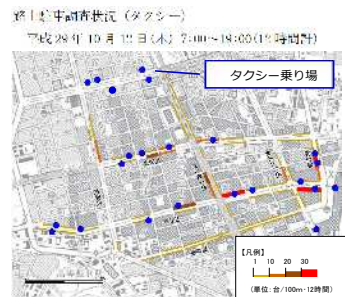 路上駐車調査状況（タクシー）
平成29年10月12日(木) 7:00～19:00(12時間計)
タクシー乗り場
【凡例】
1 10 20 30
(単位：台/100m・12時間)